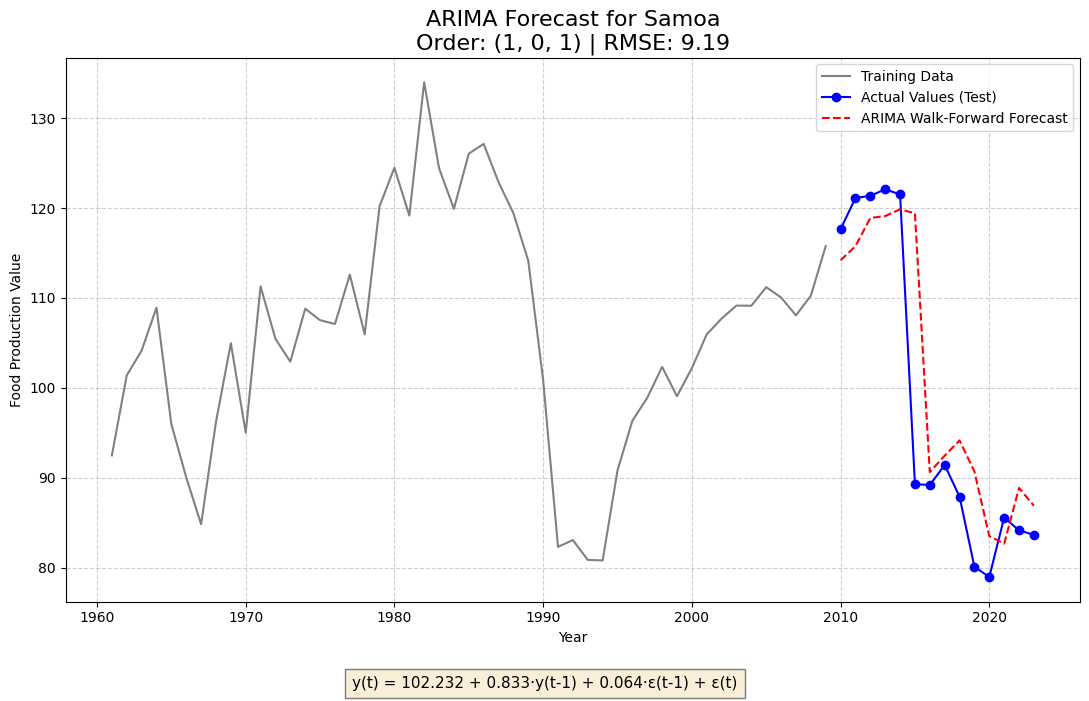 ARIMA Forecast for Samoa
Order: (1, 0, 1) | RMSE: 9.19
Training Data
Actual Values (Test)
ARIMA Walk-Forward Forecast
Food Production Value
130
120
110
100
90
80
1960 1970 1980 1990 2000 2010 2020
Year
y(t) = 102.232 + 0.833·y(t-1) + 0.064·ε(t-1) + ε(t)